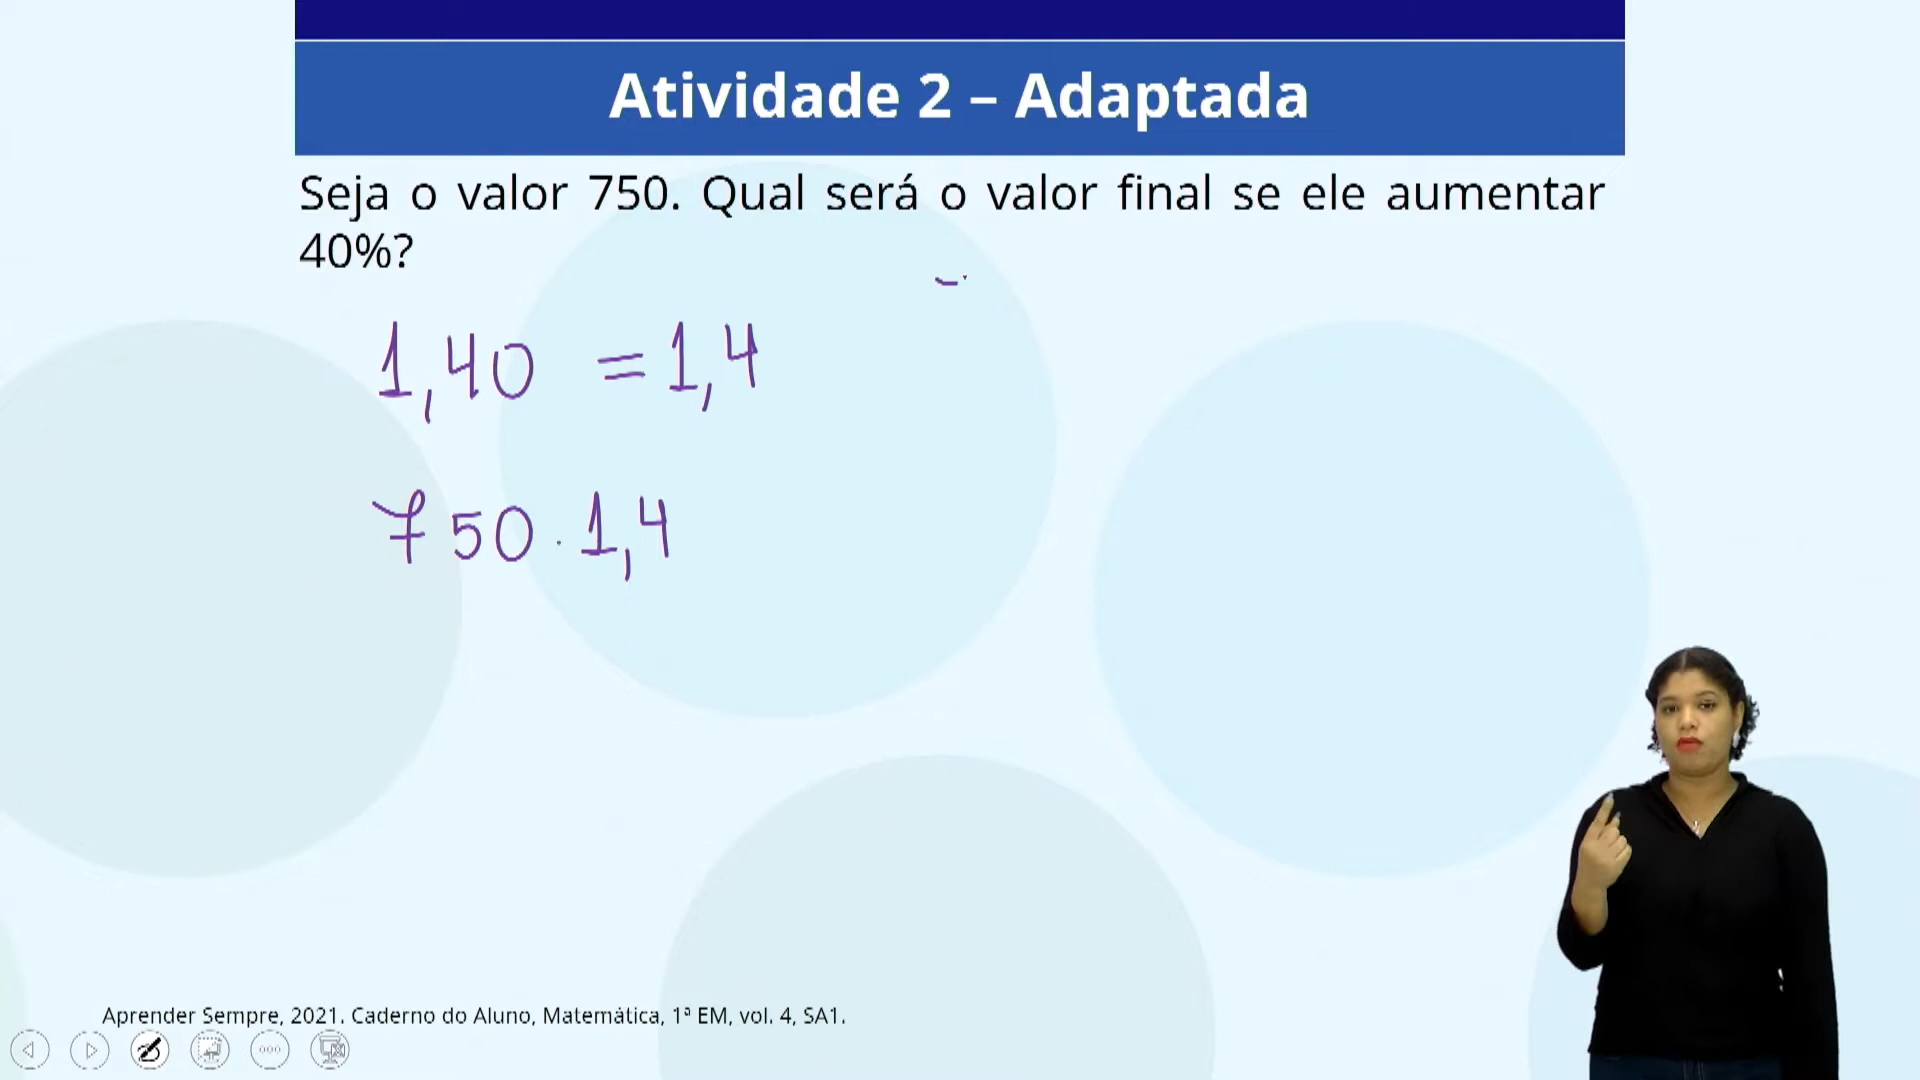 Atividade 2 – Adaptada
Seja o valor 750. Qual será o valor final se ele aumentar
40%?
1,40 = 1,4
750 . 1,4
Aprender Sempre, 2021. Caderno do Aluno, Matemática, 1ª EM, vol. 4, SA1.